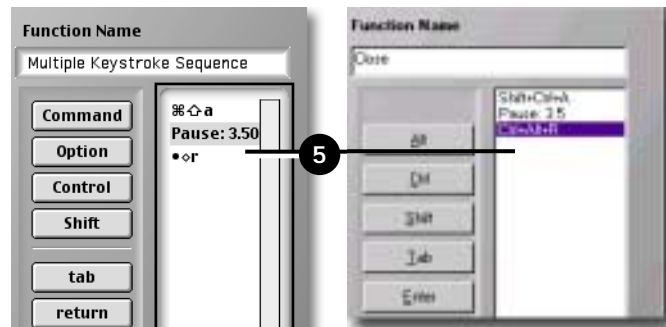 Function Name
Multiple Keystroke Sequence
Command
Option
Control
Shift
tab
return
⌘⇧a
Pause: 3.50
•⋄r
5
Function Name
Close
Alt
Ctrl
Shift
Tab
Enter
Shift+Ctrl+A
Pause: 3.5
Ctrl+Alt+R